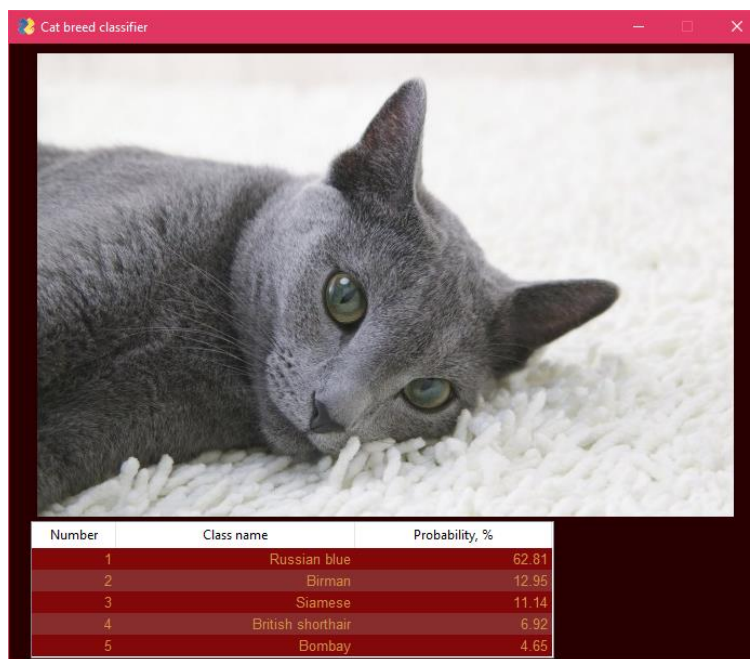 Cat breed classifier
Number Class name Probability, %
1 Russian blue 62.81
2 Birman 12.95
3 Siamese 11.14
4 British shorthair 6.92
5 Bombay 4.65